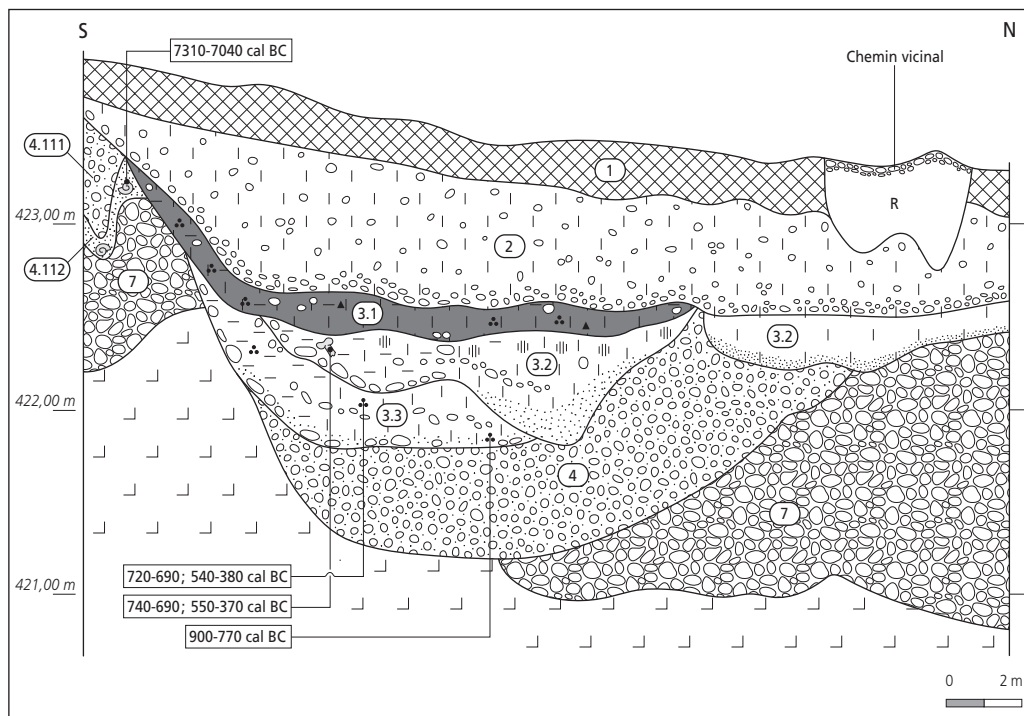 S
N
7310-7040 cal BC
Chemin vicinal
4.111
1
423,00 m
R
2
4.112
7
3.1
3.2
3.2
422,00 m
3.3
4
7
421,00 m
720-690; 540-380 cal BC
740-690; 550-370 cal BC
900-770 cal BC
0 2 m